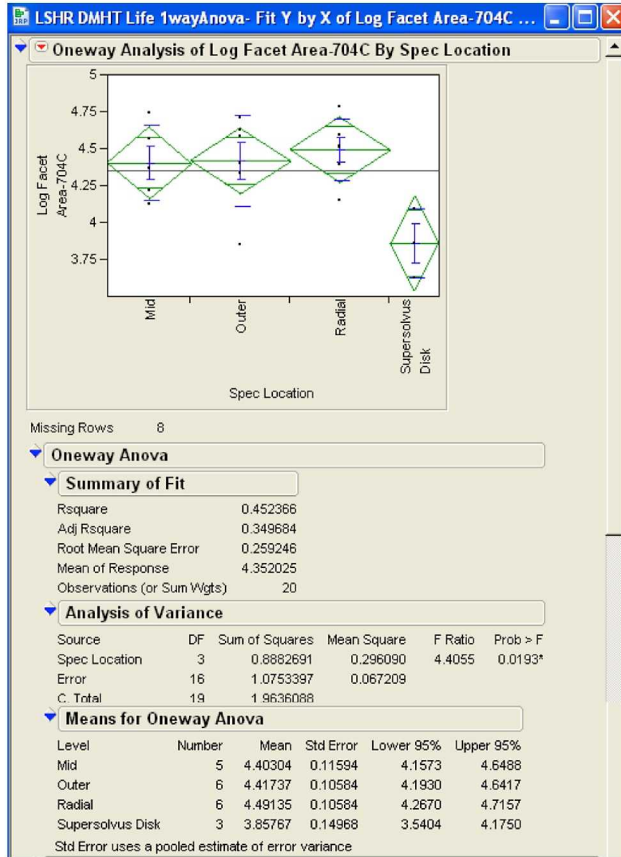 LSHR DMHT Life 1wayAnova- Fit Y by X of Log Facet Area-704C ...
Oneway Analysis of Log Facet Area-704C By Spec Location
5
4.75
4.5
4.25
4
3.75
Log Facet
Area-704C
Mid
Outer
Radial
Supersolvus
Disk
Spec Location
Missing Rows 8
Oneway Anova
Summary of Fit
Rsquare 0.452366
Adj Rsquare 0.349684
Root Mean Square Error 0.259246
Mean of Response 4.352025
Observations (or Sum Wgts) 20
Analysis of Variance
Source DF Sum of Squares Mean Square F Ratio Prob > F
Spec Location 3 0.8882691 0.296090 4.4055 0.0193*
Error 16 1.0753397 0.067209
C. Total 19 1.9636088
Means for Oneway Anova
Level Number Mean Std Error Lower 95% Upper 95%
Mid 5 4.40304 0.11594 4.1573 4.6488
Outer 6 4.41737 0.10584 4.1930 4.6417
Radial 6 4.49135 0.10584 4.2670 4.7157
Supersolvus Disk 3 3.85767 0.14968 3.5404 4.1750
Std Error uses a pooled estimate of error variance